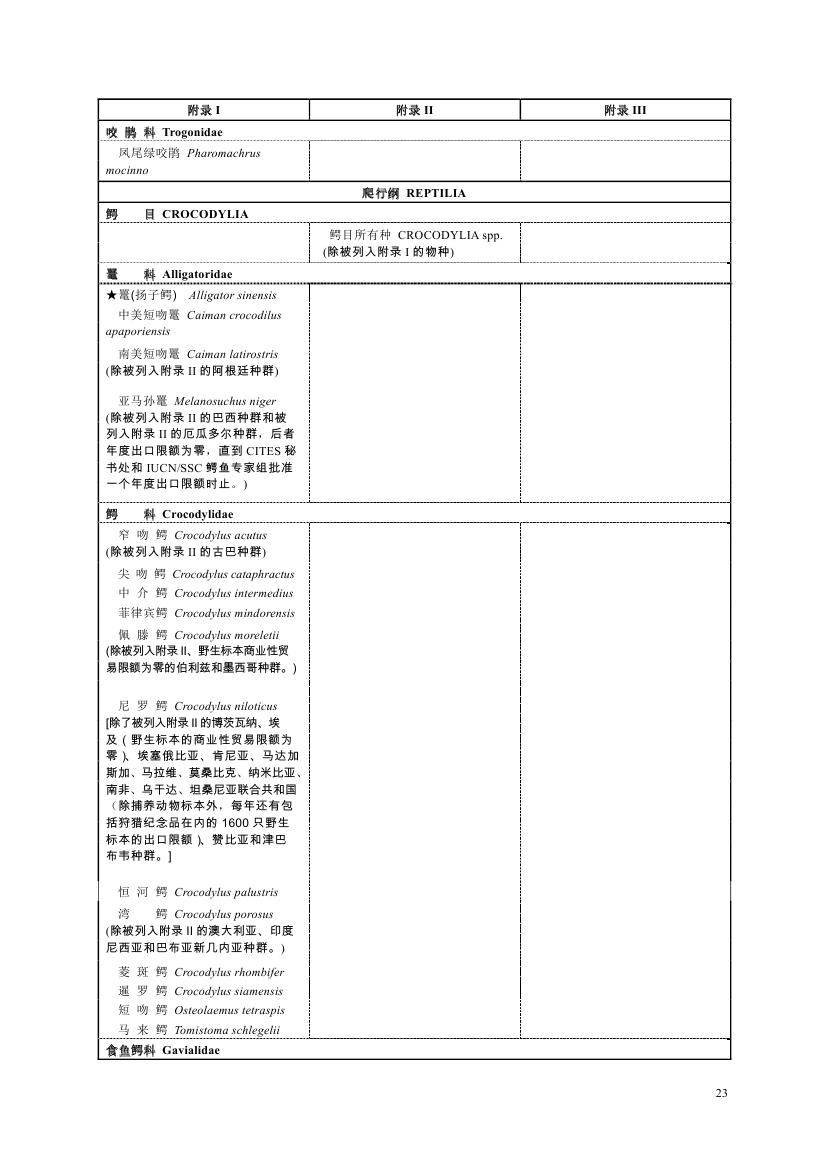 附录 I 附录 II 附录 III
咬 鹃 科 Trogonidae
凤尾绿咬鹃 Pharomachrus
mocinno
爬行纲 REPTILIA
鳄 目 CROCODYLIA
鳄目所有种 CROCODYLIA spp.
(除被列入附录 I 的物种)
鼍 科 Alligatoridae
★鼍(扬子鳄) Alligator sinensis
中美短吻鼍 Caiman crocodilus
apaporiensis
南美短吻鼍 Caiman latirostris
(除被列入附录 II 的阿根廷种群)
亚马孙鼍 Melanosuchus niger
(除被列入附录 II 的巴西种群和被
列入附录 II 的厄瓜多尔种群，后者
年度出口限额为零，直到 CITES 秘
书处和 IUCN/SSC 鳄鱼专家组批准
一个年度出口限额时止。)
鳄 科 Crocodylidae
窄 吻 鳄 Crocodylus acutus
(除被列入附录 II 的古巴种群)
尖 吻 鳄 Crocodylus cataphractus
中 介 鳄 Crocodylus intermedius
菲律宾鳄 Crocodylus mindorensis
佩 滕 鳄 Crocodylus moreletii
(除被列入附录 II、野生标本商业性贸
易限额为零的伯利兹和墨西哥种群。)
尼 罗 鳄 Crocodylus niloticus
[除了被列入附录 II 的博茨瓦纳、埃
及 ( 野生标本的商业性贸易限额为
零 )、埃塞俄比亚、肯尼亚、马达加
斯加、马拉维、莫桑比克、纳米比亚、
南非、乌干达、坦桑尼亚联合共和国
（除捕养动物标本外，每年还有包
括狩猎纪念品在内的 1600 只野生
标本的出口限额 )、赞比亚和津巴
布韦种群。]
恒 河 鳄 Crocodylus palustris
湾 鳄 Crocodylus porosus
(除被列入附录 II 的澳大利亚、印度
尼西亚和巴布亚新几内亚种群。)
菱 斑 鳄 Crocodylus rhombifer
暹 罗 鳄 Crocodylus siamensis
短 吻 鳄 Osteolaemus tetraspis
马 来 鳄 Tomistoma schlegelii
食鱼鳄科 Gavialidae
23